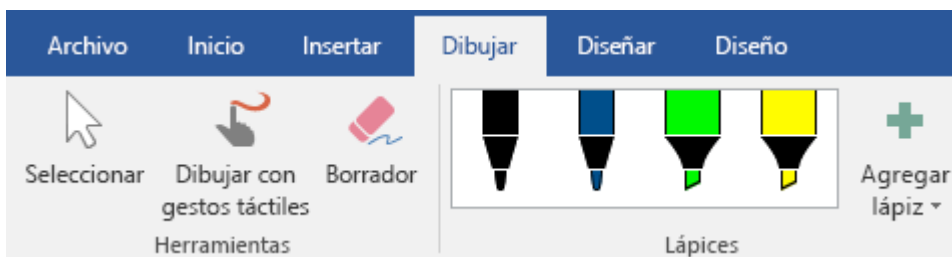 Archivo Inicio Insertar Dibujar Diseñar Diseño
Seleccionar
Dibujar con
gestos táctiles
Borrador
Agregar
lápiz
Herramientas
Lápices